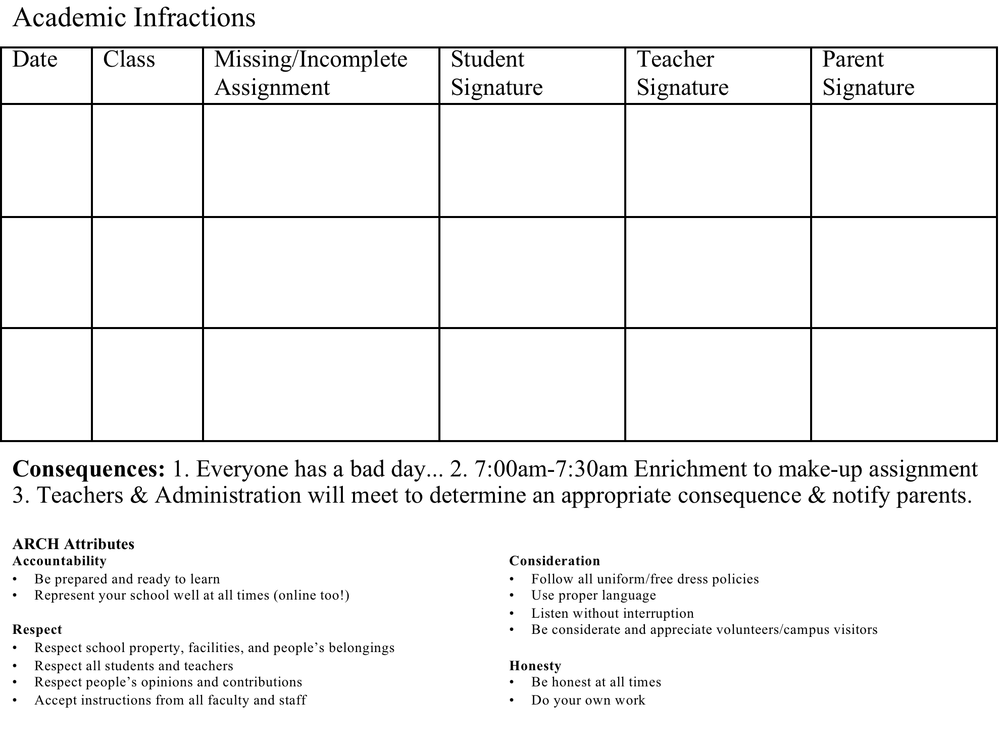 Academic Infractions
Date Class Missing/Incomplete Assignment Student Signature Teacher Signature Parent Signature
Consequences: 1. Everyone has a bad day... 2. 7:00am-7:30am Enrichment to make-up assignment
3. Teachers & Administration will meet to determine an appropriate consequence & notify parents.
ARCH Attributes
Accountability
• Be prepared and ready to learn
• Represent your school well at all times (online too!)
Respect
• Respect school property, facilities, and people’s belongings
• Respect all students and teachers
• Respect people’s opinions and contributions
• Accept instructions from all faculty and staff
Consideration
• Follow all uniform/free dress policies
• Use proper language
• Listen without interruption
• Be considerate and appreciate volunteers/campus visitors
Honesty
• Be honest at all times
• Do your own work